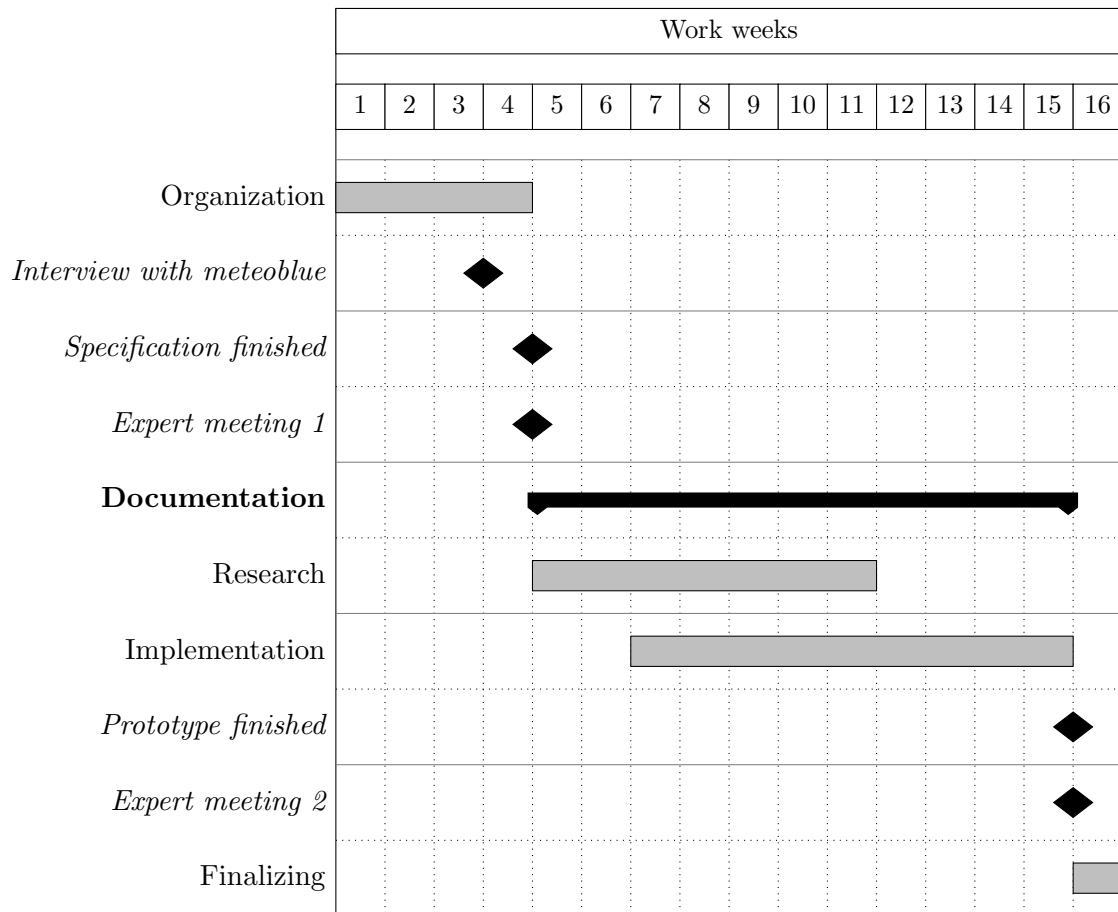 Work weeks
1 2 3 4 5 6 7 8 9 10 11 12 13 14 15 16
Organization
Interview with meteoblue
Specification finished
Expert meeting 1
Documentation
Research
Implementation
Prototype finished
Expert meeting 2
Finalizing